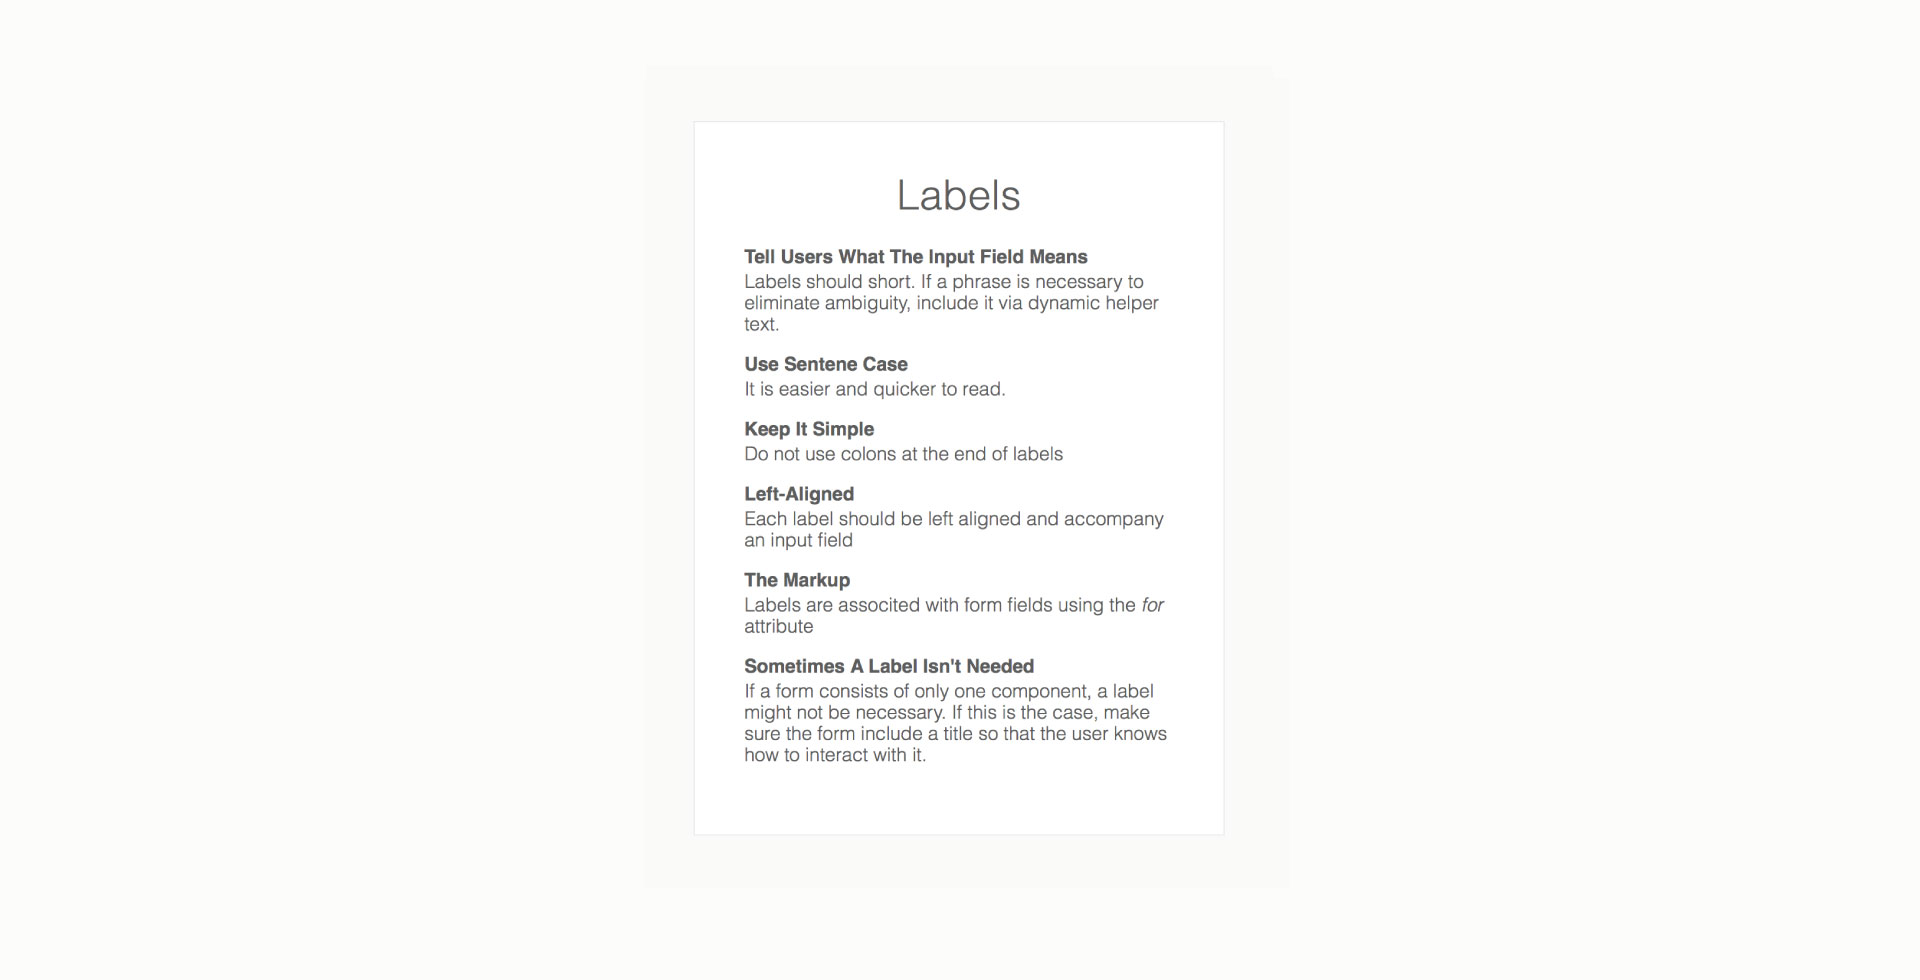 Labels
Tell Users What The Input Field Means
Labels should short. If a phrase is necessary to
eliminate ambiguity, include it via dynamic helper
text.
Use Sentene Case
It is easier and quicker to read.
Keep It Simple
Do not use colons at the end of labels
Left-Aligned
Each label should be left aligned and accompany
an input field
The Markup
Labels are associted with form fields using the for
attribute
Sometimes A Label Isn't Needed
If a form consists of only one component, a label
might not be necessary. If this is the case, make
sure the form include a title so that the user knows
how to interact with it.